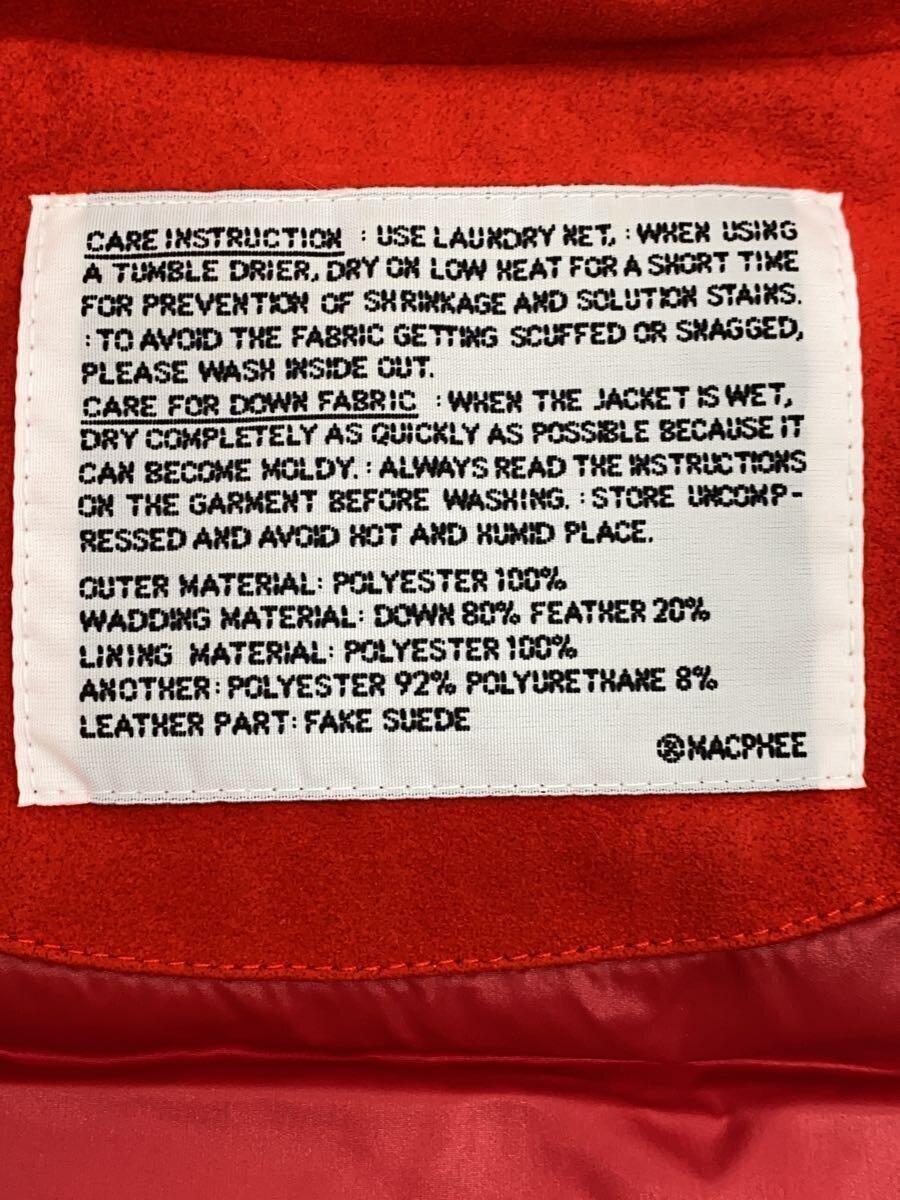 CARE INSTRUCTION : USE LAUNDRY NET, : WHEN USING
A TUMBLE DRIER, DRY ON LOW HEAT FOR A SHORT TIME
FOR PREVENTION OF SHRINKAGE AND SOLUTION STAINS.
: TO AVOID THE FABRIC GETTING SCUFFED OR SNAGGED,
PLEASE WASH INSIDE OUT.
CARE FOR DOWN FABRIC : WHEN THE JACKET IS WET,
DRY COMPLETELY AS QUICKLY AS POSSIBLE BECAUSE IT
CAN BECOME MOLDY. : ALWAYS READ THE INSTRUCTIONS
ON THE GARMENT BEFORE WASHING. : STORE UNCOMP-
RESSED AND AVOID HOT AND HUMID PLACE.
OUTER MATERIAL: POLYESTER 100%
WADDING MATERIAL: DOWN 80% FEATHER 20%
LINING MATERIAL: POLYESTER 100%
ANOTHER: POLYESTER 92% POLYURETHANE 8%
LEATHER PART: FAKE SUEDE
MACPHEE